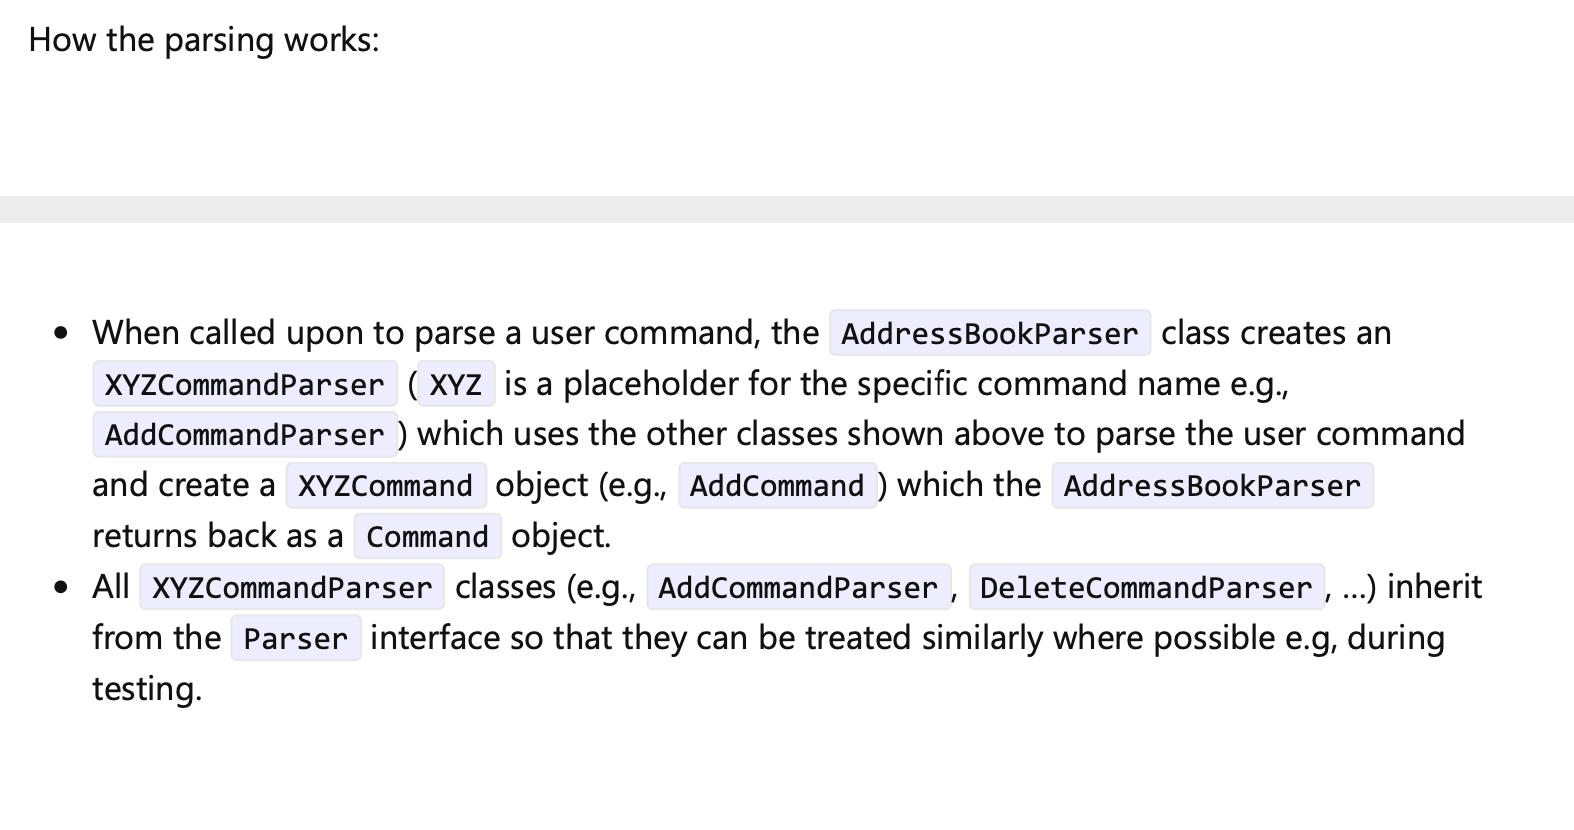 How the parsing works:
• When called upon to parse a user command, the AddressBookParser class creates an
XYZCommandParser (XYZ is a placeholder for the specific command name e.g.,
AddCommandParser) which uses the other classes shown above to parse the user command
and create a XYZCommand object (e.g., AddCommand) which the AddressBookParser
returns back as a Command object.
• All XYZCommandParser classes (e.g., AddCommandParser, DeleteCommandParser, ...) inherit
from the Parser interface so that they can be treated similarly where possible e.g, during
testing.